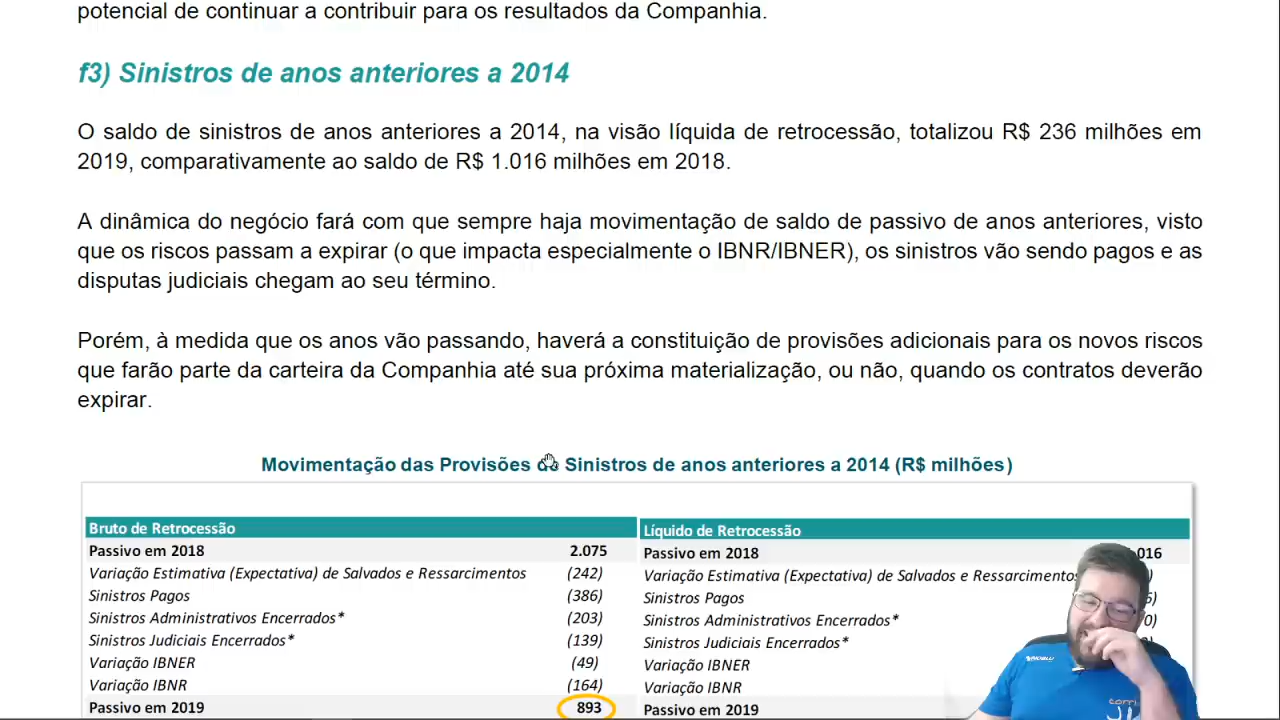 potencial de continuar a contribuir para os resultados da Companhia.
f3) Sinistros de anos anteriores a 2014
O saldo de sinistros de anos anteriores a 2014, na visão líquida de retrocessão, totalizou R$ 236 milhões em
2019, comparativamente ao saldo de R$ 1.016 milhões em 2018.
A dinâmica do negócio fará com que sempre haja movimentação de saldo de passivo de anos anteriores, visto
que os riscos passam a expirar (o que impacta especialmente o IBNR/IBNER), os sinistros vão sendo pagos e as
disputas judiciais chegam ao seu término.
Porém, à medida que os anos vão passando, haverá a constituição de provisões adicionais para os novos riscos
que farão parte da carteira da Companhia até sua próxima materialização, ou não, quando os contratos deverão
expirar.
Movimentação das Provisões de Sinistros de anos anteriores a 2014 (R$ milhões)
Bruto de Retrocessão
Passivo em 2018 2.075
Variação Estimativa (Expectativa) de Salvados e Ressarcimentos (242)
Sinistros Pagos (386)
Sinistros Administrativos Encerrados* (203)
Sinistros Judiciais Encerrados* (139)
Variação IBNER (49)
Variação IBNR (164)
Passivo em 2019 893
Líquido de Retrocessão
Passivo em 2018 016
Variação Estimativa (Expectativa) de Salvados e Ressarcimentos
Sinistros Pagos
Sinistros Administrativos Encerrados*
Sinistros Judiciais Encerrados*
Variação IBNER
Variação IBNR
Passivo em 2019